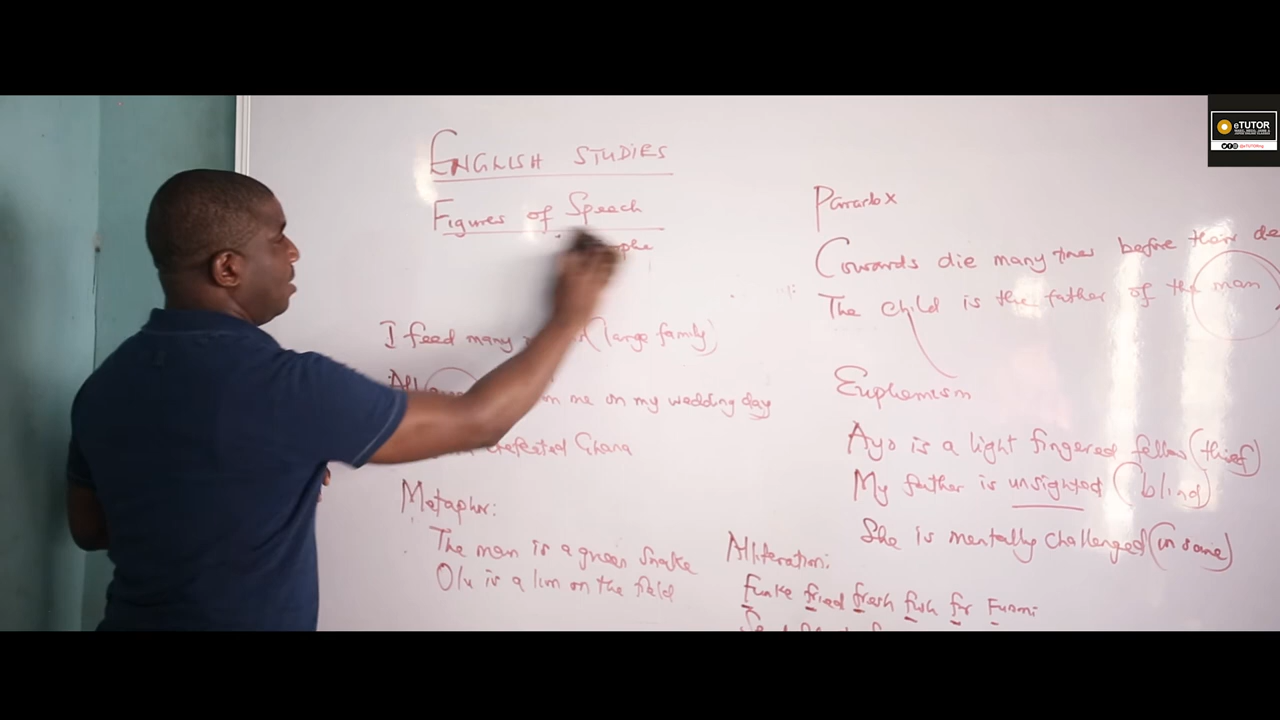 ENGLISH STUDIES
Figures of Speech
I feed many (large family)
me on my wedding day
defeated Ghana
Metaphor:
The man is a green snake
Olu is a lion on the field
Paradox
Cowards die many times before their de
The child is the father of the man
Euphemism
Ayo is a light fingered fellow (thief)
My father is unsighted (blind)
She is mentally challenged (insane)
Alliteration:
Funke fried fresh fish for Funmi
eTUTOR